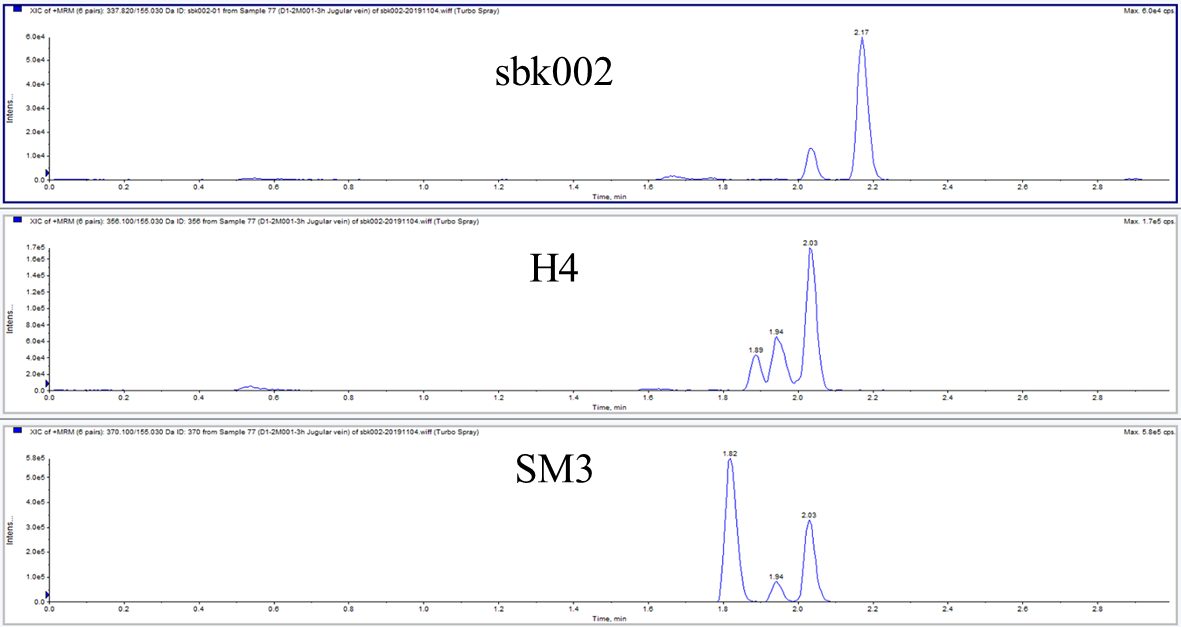 XIC of +MRM (6 pairs): 337.820/155.030 Da ID: sbk002-01 from Sample 77 (D1-2M001-3h Jugular vein) of sbk002-20191104.wiff (Turbo Spray) Max. 6.0e4 cps.
sbk002
2.17
6.0e4
5.0e4
4.0e4
3.0e4
2.0e4
1.0e4
0.0
Intens...
0.0 0.2 0.4 0.6 0.8 1.0 1.2 1.4 1.6 1.8 2.0 2.2 2.4 2.6 2.8
Time, min
XIC of +MRM (6 pairs): 356.100/155.030 Da ID: 356 from Sample 77 (D1-2M001-3h Jugular vein) of sbk002-20191104.wiff (Turbo Spray) Max. 1.7e5 cps.
H4
2.03
1.94
1.89
1.7e5
1.6e5
1.4e5
1.2e5
1.0e5
8.0e4
6.0e4
4.0e4
2.0e4
0.0
Intens...
0.0 0.2 0.4 0.6 0.8 1.0 1.2 1.4 1.6 1.8 2.0 2.2 2.4 2.6 2.8
Time, min
XIC of +MRM (6 pairs): 370.100/155.030 Da ID: 370 from Sample 77 (D1-2M001-3h Jugular vein) of sbk002-20191104.wiff (Turbo Spray) Max. 5.8e5 cps.
SM3
1.82
2.03
1.94
5.8e5
5.0e5
4.0e5
3.0e5
2.0e5
1.0e5
0.0
Intens...
0.0 0.2 0.4 0.6 0.8 1.0 1.2 1.4 1.6 1.8 2.0 2.2 2.4 2.6 2.8
Time, min